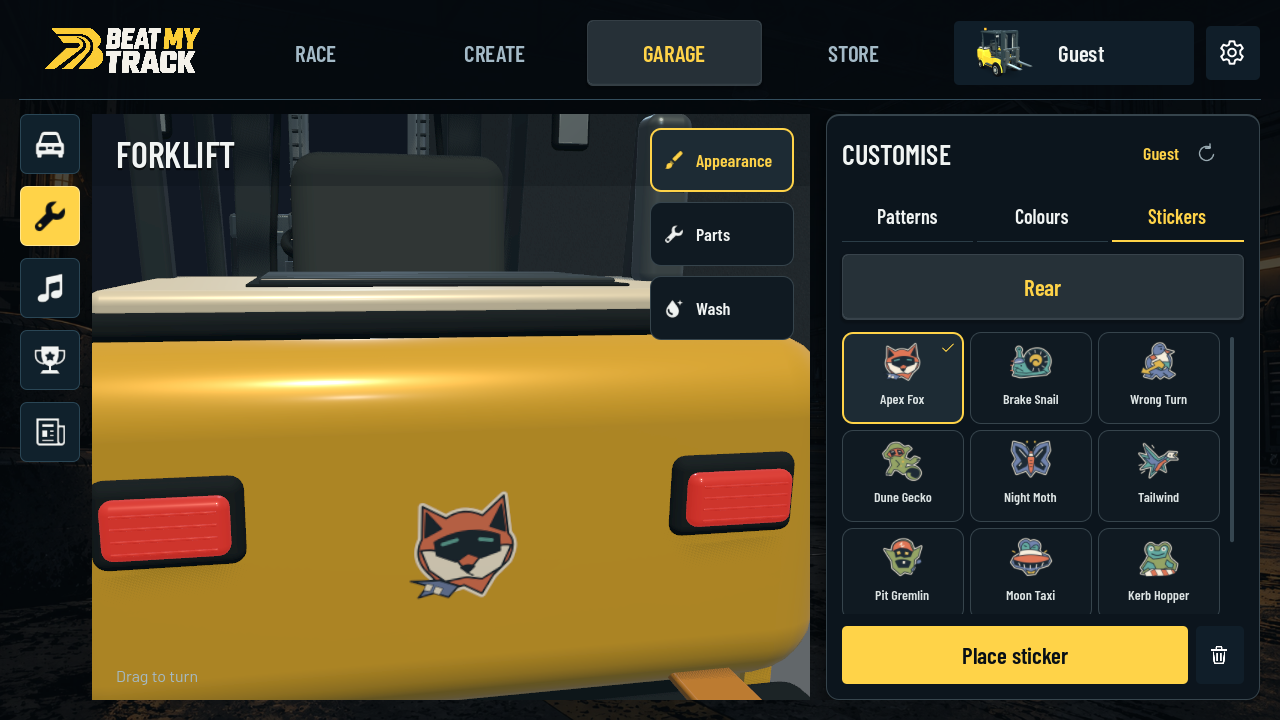 BEAT MY
TRACK
RACE
CREATE
GARAGE
STORE
Guest
FORKLIFT
Appearance
Parts
Wash
Drag to turn
CUSTOMISE
Guest
Patterns
Colours
Stickers
Rear
Apex Fox
Brake Snail
Wrong Turn
Dune Gecko
Night Moth
Tailwind
Pit Gremlin
Moon Taxi
Kerb Hopper
Place sticker